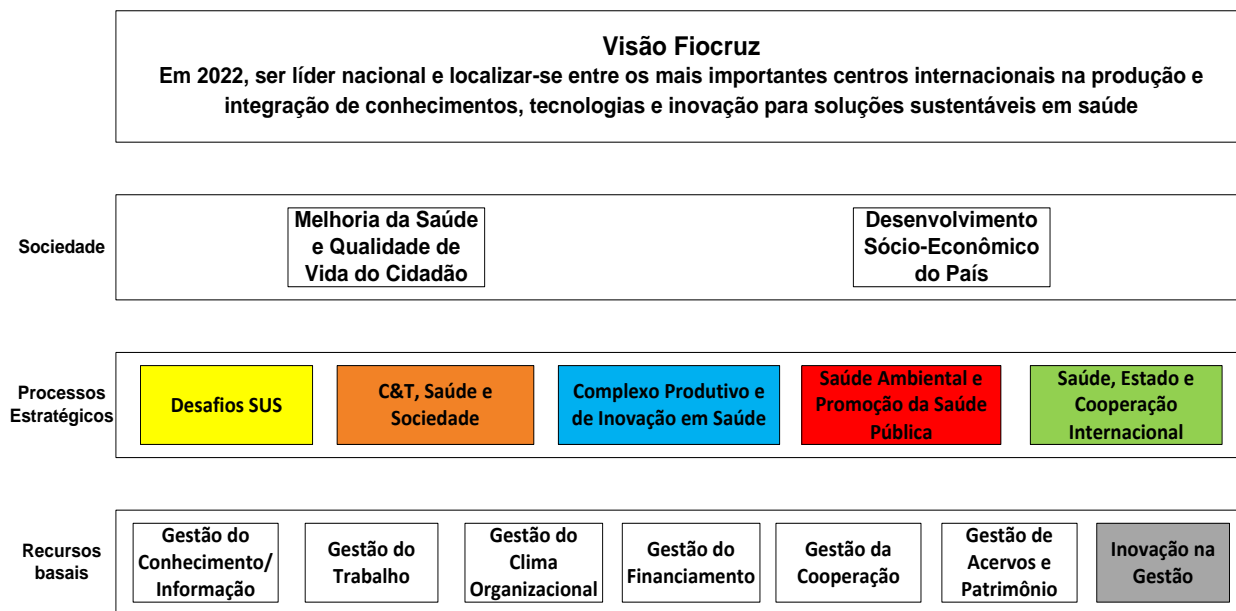 Visão Fiocruz
Em 2022, ser líder nacional e localizar-se entre os mais importantes centros internacionais na produção e
integração de conhecimentos, tecnologias e inovação para soluções sustentáveis em saúde
Sociedade
Melhoria da Saúde
e Qualidade de
Vida do Cidadão
Desenvolvimento
Sócio-Econômico
do País
Processos
Estratégicos
Desafios SUS
C&T, Saúde e
Sociedade
Complexo Produtivo e
de Inovação em Saúde
Saúde Ambiental e
Promoção da Saúde
Pública
Saúde, Estado e
Cooperação
Internacional
Recursos
basais
Gestão do
Conhecimento/
Informação
Gestão do
Trabalho
Gestão do
Clima
Organizacional
Gestão do
Financiamento
Gestão da
Cooperação
Gestão de
Acervos e
Patrimônio
Inovação na
Gestão